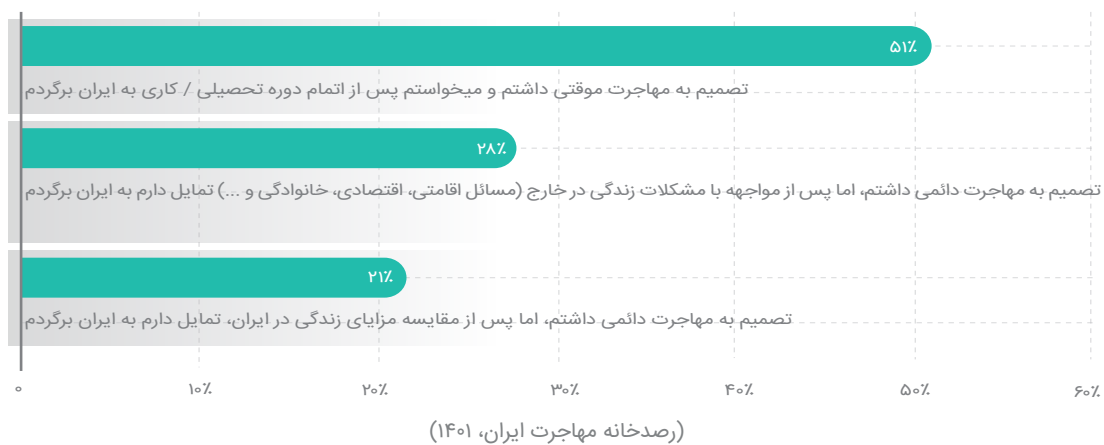 ۵۱٪
تصمیم به مهاجرت موقتی داشتم و میخواستم پس از اتمام دوره تحصیلی / کاری به ایران برگردم
۲۸٪
تصمیم به مهاجرت دائمی داشتم، اما پس از مواجهه با مشکلات زندگی در خارج (مسائل اقامتی، اقتصادی، خانوادگی و ...) تمایل دارم به ایران برگردم
۲۱٪
تصمیم به مهاجرت دائمی داشتم، اما پس از مقایسه مزایای زندگی در ایران، تمایل دارم به ایران برگردم
۰ ۱۰٪ ۲۰٪ ۳۰٪ ۴۰٪ ۵۰٪ ۶۰٪
(رصدخانه مهاجرت ایران، ۱۴۰۱)